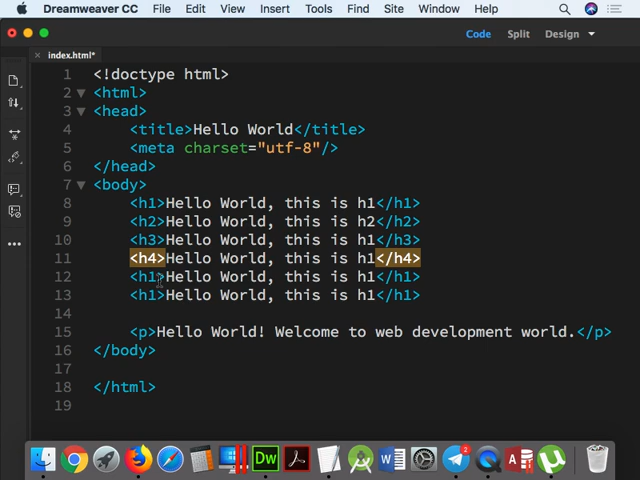 Dreamweaver CC File Edit View Insert Tools Find Site Window Help
Code Split Design
× index.html*
1 <!doctype html>
2 <html>
3 <head>
4 <title>Hello World</title>
5 <meta charset="utf-8"/>
6 </head>
7 <body>
8 <h1>Hello World, this is h1</h1>
9 <h2>Hello World, this is h2</h2>
10 <h3>Hello World, this is h1</h3>
11 <h4>Hello World, this is h1</h4>
12 <h1>Hello World, this is h1</h1>
13 <h1>Hello World, this is h1</h1>
14
15 <p>Hello World! Welcome to web development world.</p>
16 </body>
17
18 </html>
19
Dw W A 2